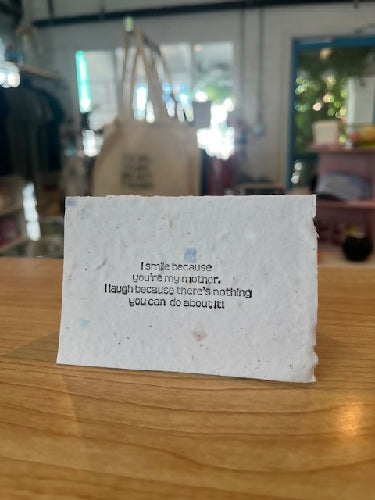 I smile because
you're my mother.
I laugh because there's nothing
you can do about it!